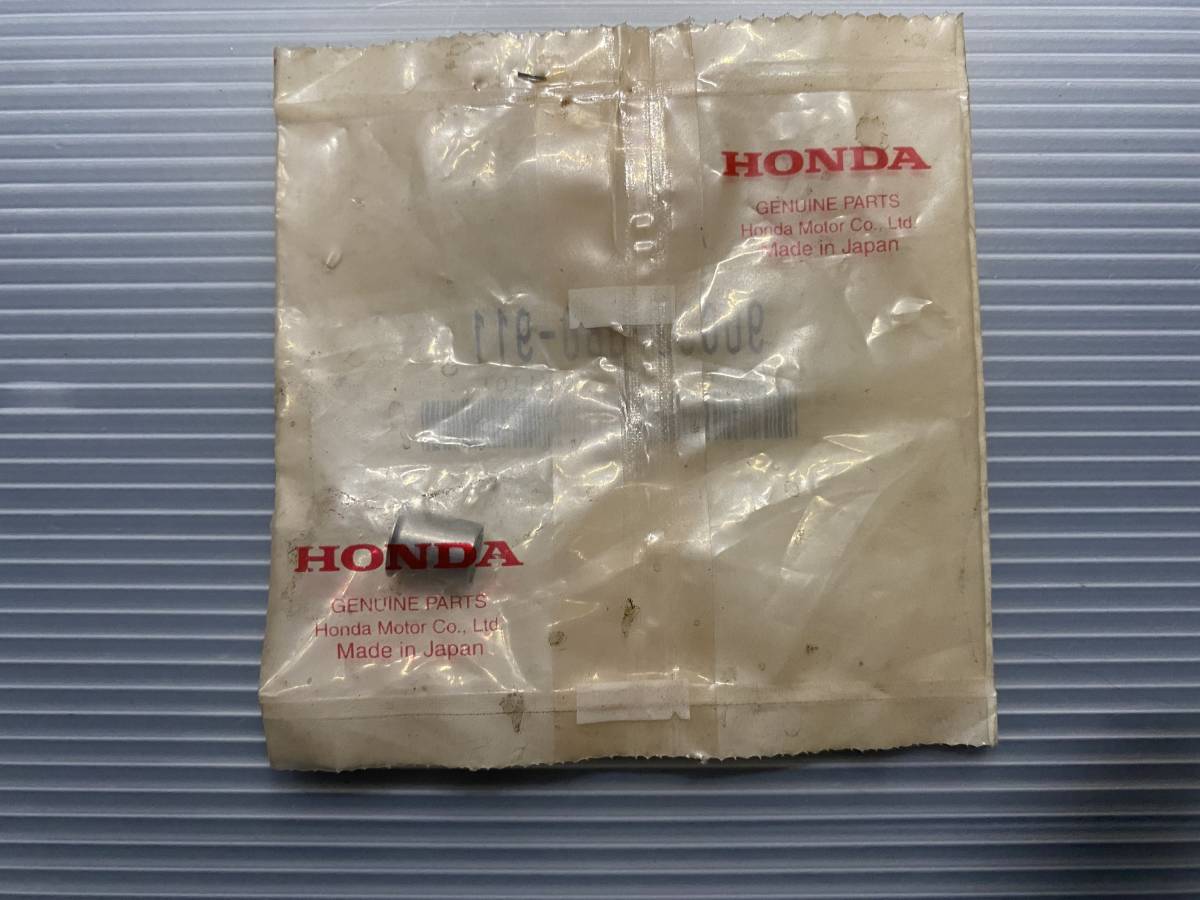 HONDA
GENUINE PARTS
Honda Motor Co., Ltd.
Made in Japan
-911
HONDA
GENUINE PARTS
Honda Motor Co., Ltd.
Made in Japan